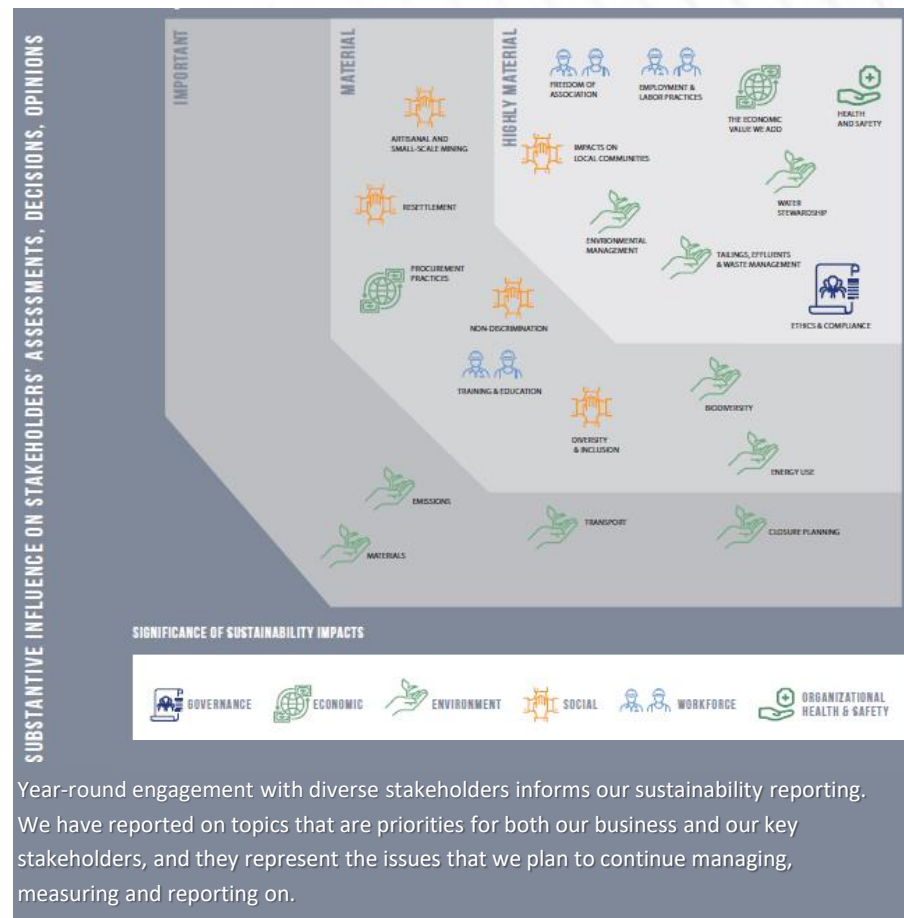 SUBSTANTIVE INFLUENCE ON STAKEHOLDERS' ASSESSMENTS, DECISIONS, OPINIONS
IMPORTANT
MATERIAL
HIGHLY MATERIAL
FREEDOM OF
ASSOCIATION
EMPLOYMENT &
LABOR PRACTICES
THE ECONOMIC
VALUE WE ADD
HEALTH
AND SAFETY
ARTISANAL AND
SMALL-SCALE MINING
IMPACTS ON
LOCAL COMMUNITIES
RESETTLEMENT
WATER
STEWARDSHIP
ENVIRONMENTAL
MANAGEMENT
TAILINGS, EFFLUENTS
& WASTE MANAGEMENT
PROCUREMENT
PRACTICES
NON-DISCRIMINATION
ETHICS & COMPLIANCE
TRAINING & EDUCATION
BIODIVERSITY
DIVERSITY
& INCLUSION
ENERGY USE
EMISSIONS
TRANSPORT
CLOSURE PLANNING
MATERIALS
SIGNIFICANCE OF SUSTAINABILITY IMPACTS
GOVERNANCE
ECONOMIC
ENVIRONMENT
SOCIAL
WORKFORCE
ORGANIZATIONAL
HEALTH & SAFETY
Year-round engagement with diverse stakeholders informs our sustainability reporting.
We have reported on topics that are priorities for both our business and our key
stakeholders, and they represent the issues that we plan to continue managing,
measuring and reporting on.